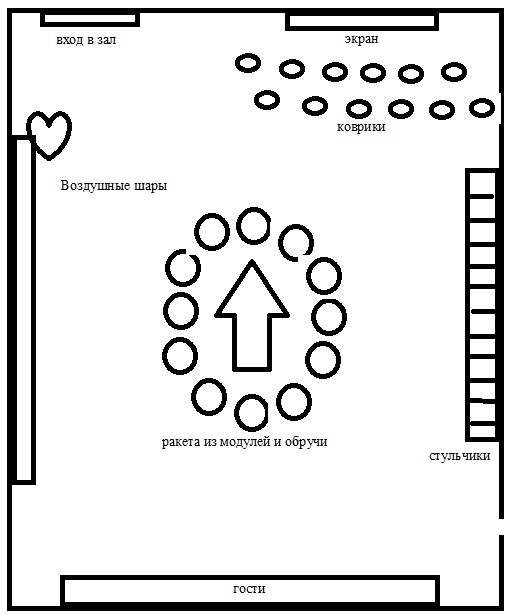 вход в зал
экран
коврики
Воздушные шары
ракета из модулей и обручи
стульчики
гости